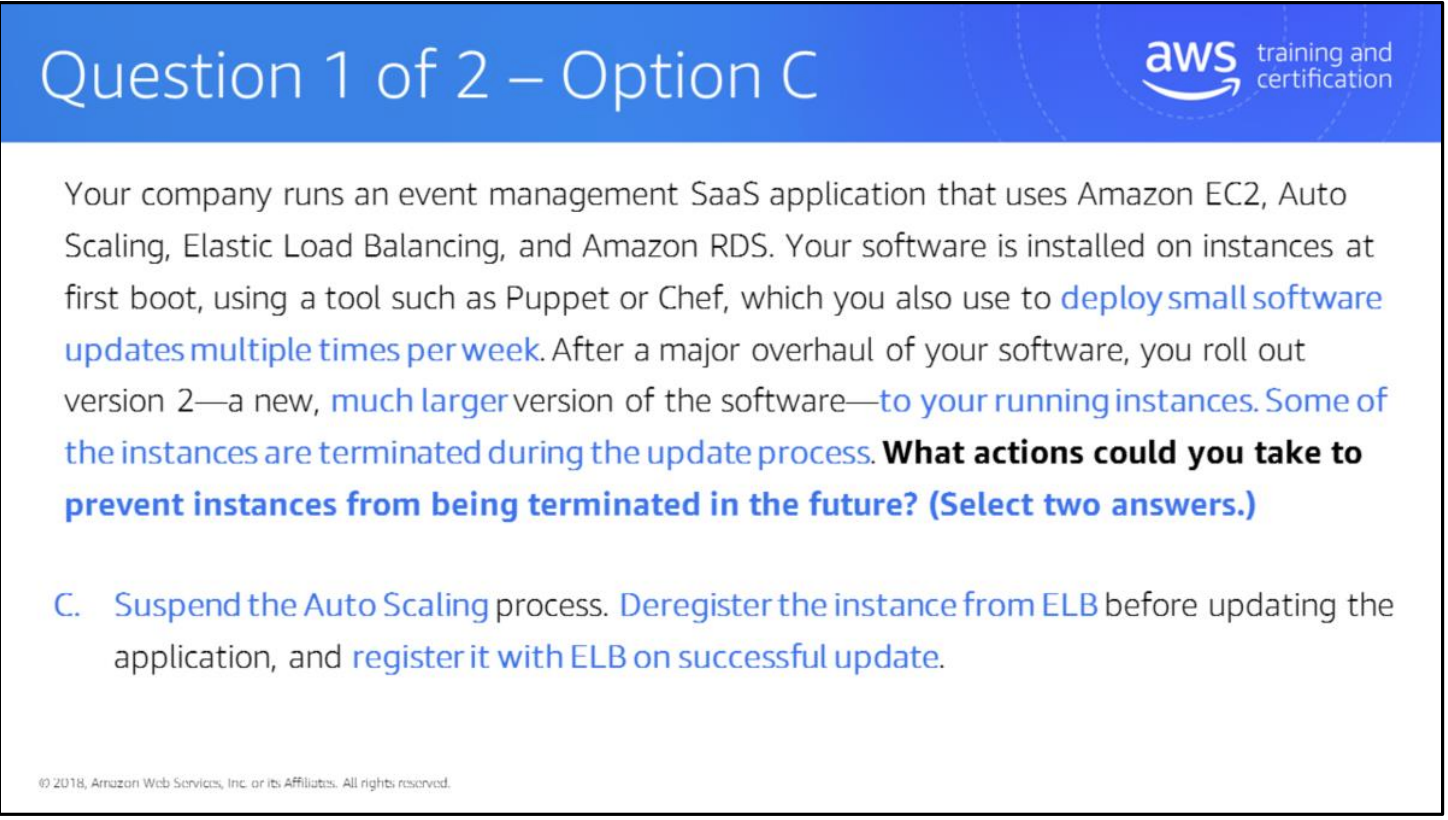 Question 1 of 2 – Option C
aws training and certification
Your company runs an event management SaaS application that uses Amazon EC2, Auto
Scaling, Elastic Load Balancing, and Amazon RDS. Your software is installed on instances at
first boot, using a tool such as Puppet or Chef, which you also use to deploy small software
updates multiple times per week. After a major overhaul of your software, you roll out
version 2—a new, much larger version of the software—to your running instances. Some of
the instances are terminated during the update process. What actions could you take to
prevent instances from being terminated in the future? (Select two answers.)
C. Suspend the Auto Scaling process. Deregister the instance from ELB before updating the
application, and register it with ELB on successful update.
© 2018, Amazon Web Services, Inc. or its Affiliates. All rights reserved.